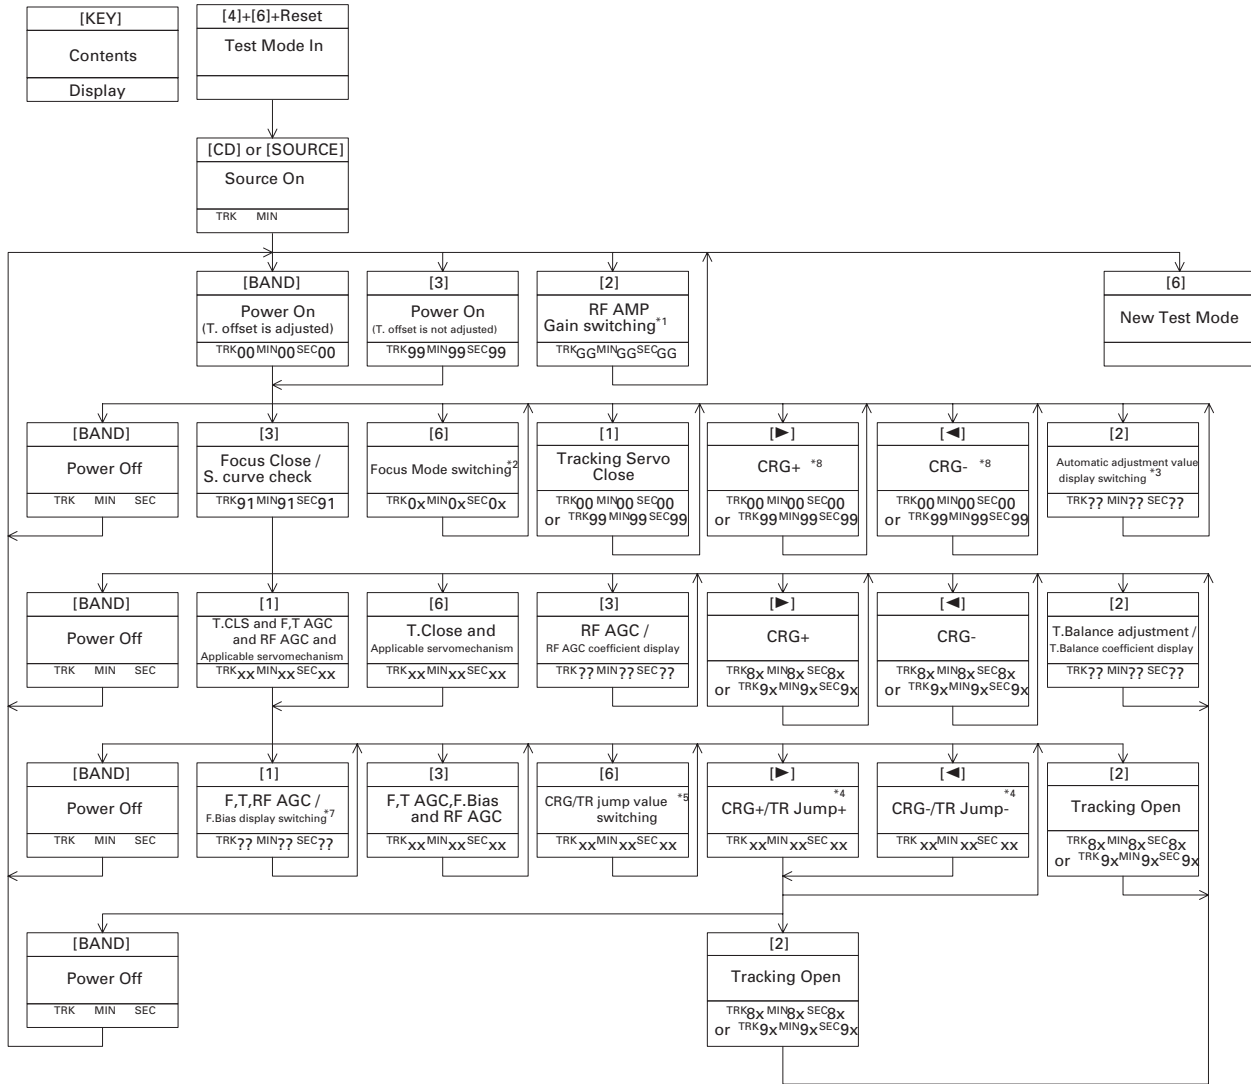 [KEY]
Contents
Display
[4]+[6]+Reset
Test Mode In
[CD] or [SOURCE]
Source On
TRK MIN
[BAND]
Power On
(T. offset is adjusted)
TRK00 MIN00 SEC00
[3]
Power On
(T. offset is not adjusted)
TRK99 MIN99 SEC99
[2]
RF AMP
Gain switching*1
TRKGG MINGG SECGG
[6]
New Test Mode
[BAND]
Power Off
TRK MIN SEC
[3]
Focus Close /
S. curve check
TRK91 MIN91 SEC91
[6]
Focus Mode switching*2
TRK0x MIN0x SEC0x
[1]
Tracking Servo
Close
TRK00 MIN00 SEC00
or TRK99 MIN99 SEC99
[►]
CRG+ *8
TRK00 MIN00 SEC00
or TRK99 MIN99 SEC99
[◄]
CRG- *8
TRK00 MIN00 SEC00
or TRK99 MIN99 SEC99
[2]
Automatic adjustment value
display switching *3
TRK?? MIN?? SEC??
[BAND]
Power Off
TRK MIN SEC
[1]
T.CLS and F,T AGC
and RF AGC and
Applicable servomechanism
TRKxx MINxx SECxx
[6]
T.Close and
Applicable servomechanism
TRKxx MINxx SECxx
[3]
RF AGC /
RF AGC coefficient display
TRK?? MIN?? SEC??
[►]
CRG+
TRK8x MIN8x SEC8x
or TRK9x MIN9x SEC9x
[◄]
CRG-
TRK8x MIN8x SEC8x
or TRK9x MIN9x SEC9x
[2]
T.Balance adjustment /
T.Balance coefficient display
TRK?? MIN?? SEC??
[BAND]
Power Off
TRK MIN SEC
[1]
F,T,RF AGC /
F.Bias display switching*7
TRK?? MIN?? SEC??
[3]
F,T AGC,F.Bias
and RF AGC
TRKxx MINxx SECxx
[6]
CRG/TR jump value *5
switching
TRKxx MINxx SECxx
[►]
*4
CRG+/TR Jump+
TRKxx MINxx SECxx
[◄]
*4
CRG-/TR Jump-
TRKxx MINxx SECxx
[2]
Tracking Open
TRK8x MIN8x SEC8x
or TRK9x MIN9x SEC9x
[BAND]
Power Off
TRK MIN SEC
[2]
Tracking Open
TRK8x MIN8x SEC8x
or TRK9x MIN9x SEC9x